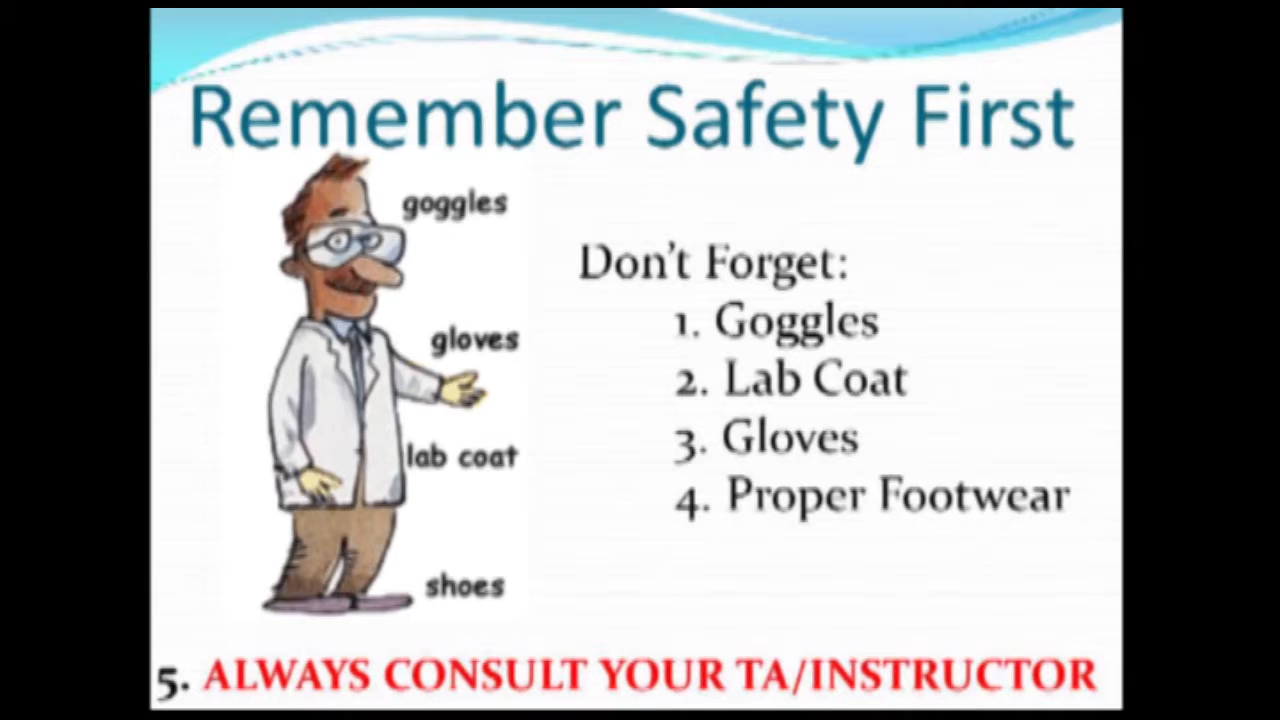 Remember Safety First
goggles
gloves
lab coat
shoes
Don't Forget:
1. Goggles
2. Lab Coat
3. Gloves
4. Proper Footwear
5. ALWAYS CONSULT YOUR TA/INSTRUCTOR